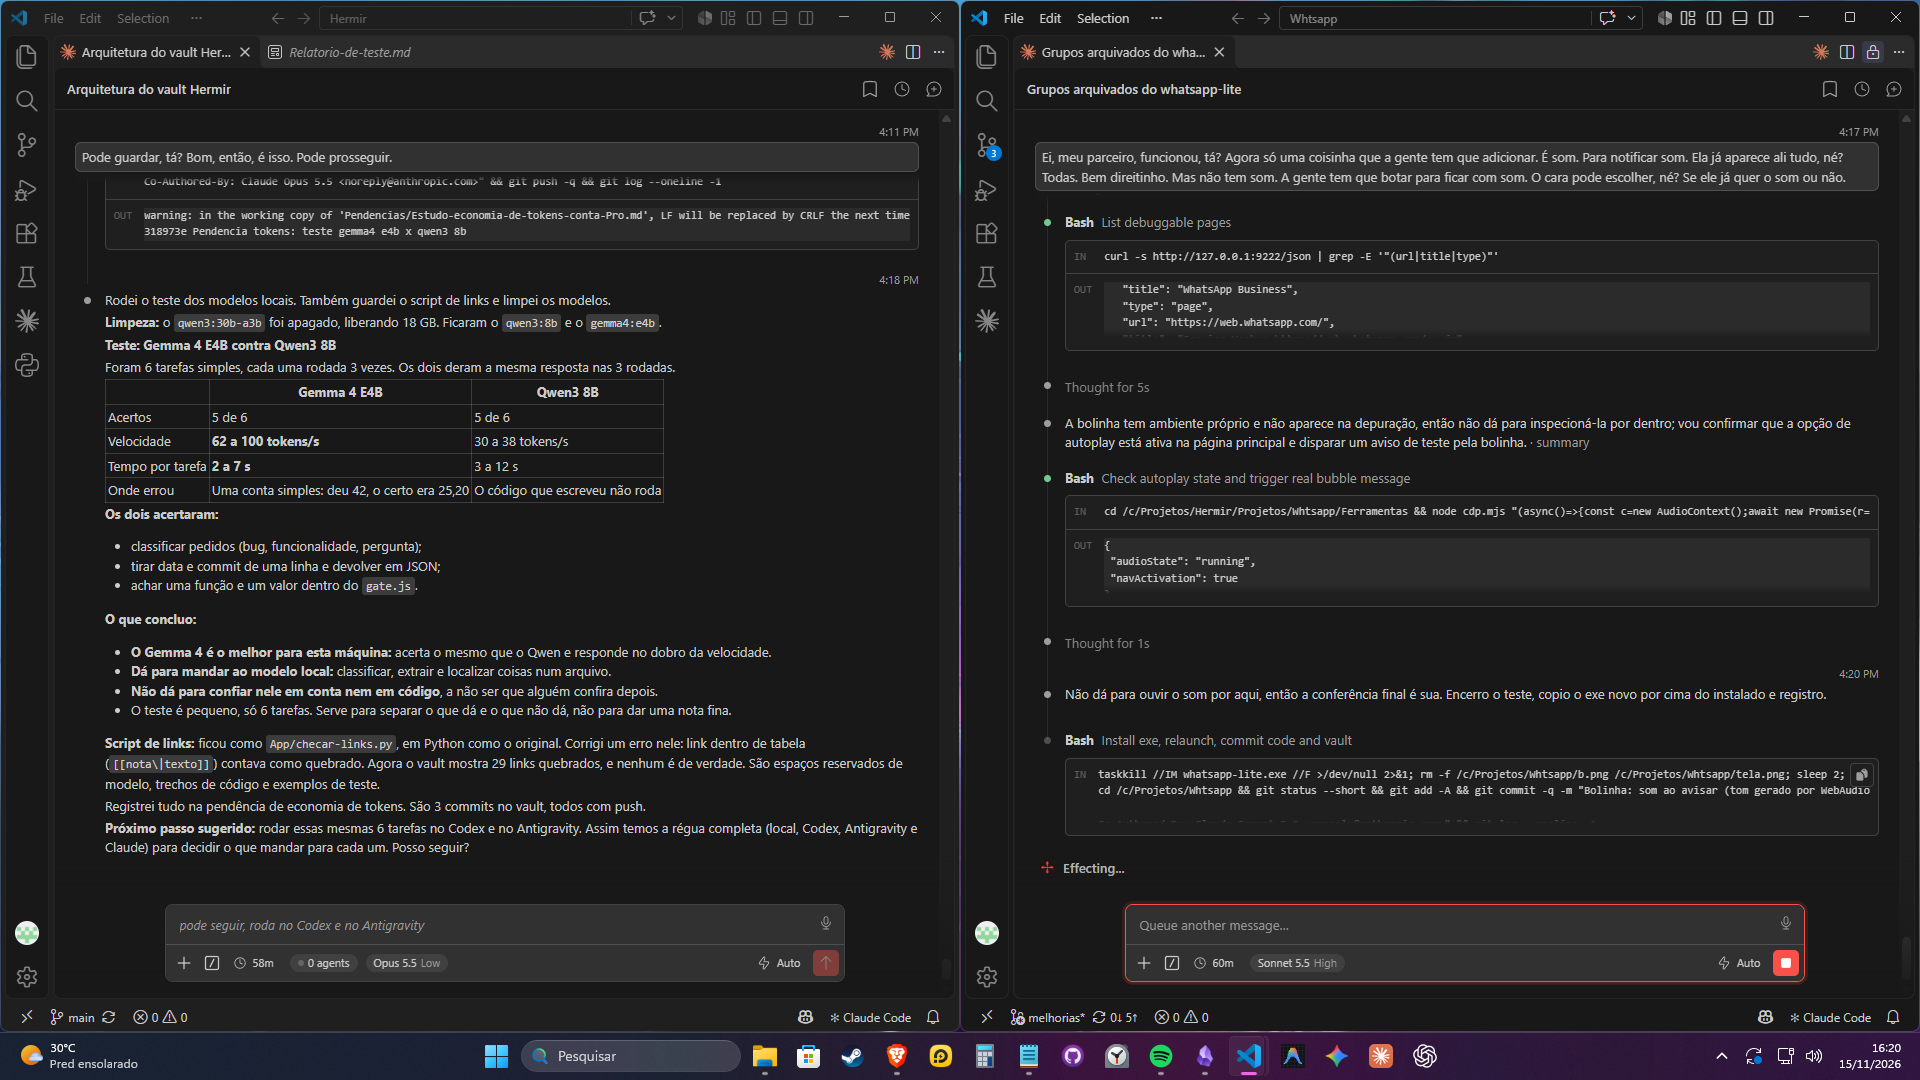 File Edit Selection ··· Hermir
Arquitetura do vault Her... Relatorio-de-teste.md
Arquitetura do vault Hermir
4:11 PM
Pode guardar, tá? Bom, então, é isso. Pode prosseguir.
Co-Authored-By: Claude Opus 5.5 <noreply@anthropic.com>" && git push -q && git log --oneline -1
OUT warning: in the working copy of 'Pendencias/Estudo-economia-de-tokens-conta-Pro.md', LF will be replaced by CRLF the next time
318973e Pendencia tokens: teste gemma4 e4b x qwen3 8b
4:18 PM
Rodei o teste dos modelos locais. Também guardei o script de links e limpei os modelos.
Limpeza: o qwen3:30b-a3b foi apagado, liberando 18 GB. Ficaram o qwen3:8b e o gemma4:e4b.
Teste: Gemma 4 E4B contra Qwen3 8B
Foram 6 tarefas simples, cada uma rodada 3 vezes. Os dois deram a mesma resposta nas 3 rodadas.
Gemma 4 E4B Qwen3 8B
Acertos 5 de 6 5 de 6
Velocidade 62 a 100 tokens/s 30 a 38 tokens/s
Tempo por tarefa 2 a 7 s 3 a 12 s
Onde errou Uma conta simples: deu 42, o certo era 25,20 O código que escreveu não roda
Os dois acertaram:
• classificar pedidos (bug, funcionalidade, pergunta);
• tirar data e commit de uma linha e devolver em JSON;
• achar uma função e um valor dentro do gate.js.
O que concluo:
• O Gemma 4 é o melhor para esta máquina: acerta o mesmo que o Qwen e responde no dobro da velocidade.
• Dá para mandar ao modelo local: classificar, extrair e localizar coisas num arquivo.
• Não dá para confiar nele em conta nem em código, a não ser que alguém confira depois.
• O teste é pequeno, só 6 tarefas. Serve para separar o que dá e o que não dá, não para dar uma nota fina.
Script de links: ficou como App/checar-links.py, em Python como o original. Corrigi um erro nele: link dentro de tabela
([[nota\|texto]]) contava como quebrado. Agora o vault mostra 29 links quebrados, e nenhum é de verdade. São espaços reservados de
modelo, trechos de código e exemplos de teste.
Registrei tudo na pendência de economia de tokens. São 3 commits no vault, todos com push.
Próximo passo sugerido: rodar essas mesmas 6 tarefas no Codex e no Antigravity. Assim temos a régua completa (local, Codex, Antigravity e
Claude) para decidir o que mandar para cada um. Posso seguir?
pode seguir, roda no Codex e no Antigravity
58m 0 agents Opus 5.5 Low Auto
main 0 0 Claude Code
File Edit Selection ··· Whtsapp
Grupos arquivados do wha...
Grupos arquivados do whatsapp-lite
4:17 PM
Ei, meu parceiro, funcionou, tá? Agora só uma coisinha que a gente tem que adicionar. É som. Para notificar som. Ela já aparece ali tudo, né?
Todas. Bem direitinho. Mas não tem som. A gente tem que botar para ficar com som. O cara pode escolher, né? Se ele já quer o som ou não.
3
Bash List debuggable pages
IN curl -s http://127.0.0.1:9222/json | grep -E '"(url|title|type)"'
OUT "title": "WhatsApp Business",
"type": "page",
"url": "https://web.whatsapp.com/",
Thought for 5s
A bolinha tem ambiente próprio e não aparece na depuração, então não dá para inspecioná-la por dentro; vou confirmar que a opção de
autoplay está ativa na página principal e disparar um aviso de teste pela bolinha. · summary
Bash Check autoplay state and trigger real bubble message
IN cd /c/Projetos/Hermir/Projetos/Whtsapp/Ferramentas && node cdp.mjs "(async()=>{const c=new AudioContext();await new Promise(r=
OUT {
"audioState": "running",
"navActivation": true
Thought for 1s
4:20 PM
Não dá para ouvir o som por aqui, então a conferência final é sua. Encerro o teste, copio o exe novo por cima do instalado e registro.
Bash Install exe, relaunch, commit code and vault
IN taskkill //IM whatsapp-lite.exe //F >/dev/null 2>&1; rm -f /c/Projetos/Whtsapp/b.png /c/Projetos/Whtsapp/tela.png; sleep 2;
cd /c/Projetos/Whtsapp && git status --short && git add -A && git commit -q -m "Bolinha: som ao avisar (tom gerado por WebAudio
Effecting...
Queue another message...
60m Sonnet 5.5 High Auto
melhorias* 0↓ 5↑ 0 0 Claude Code
30°C
Pred ensolarado
Pesquisar
16:20
15/11/2026